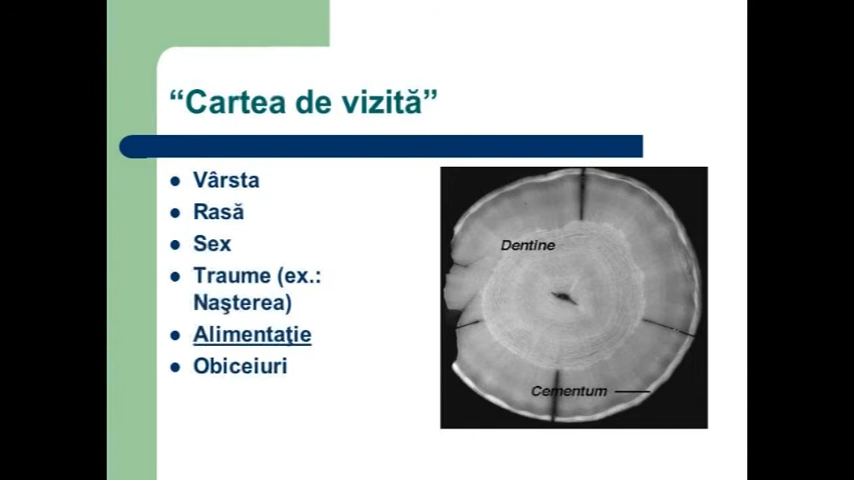 “Cartea de vizită”
Vârsta
Rasă
Sex
Traume (ex.:
Naşterea)
Alimentaţie
Obiceiuri
Dentine
Cementum